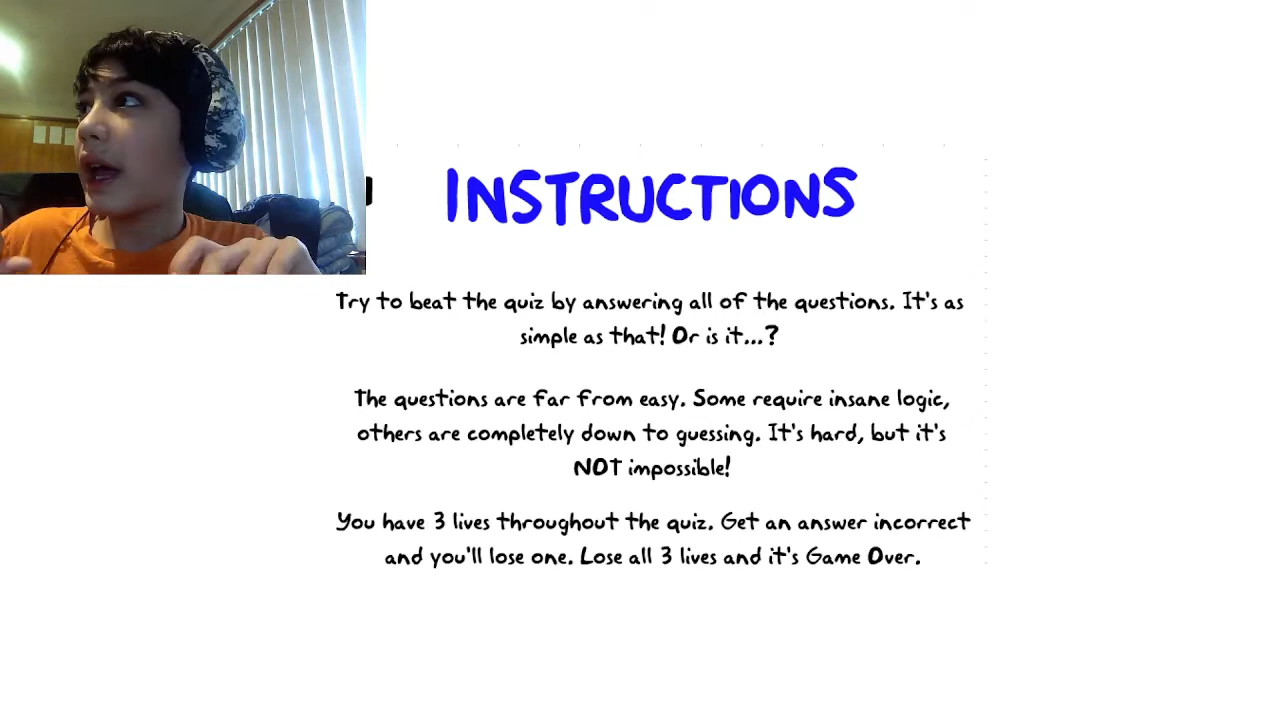 INSTRUCTIONS
Try to beat the quiz by answering all of the questions. It's as
simple as that! Or is it...?
The questions are far from easy. Some require insane logic,
others are completely down to guessing. It's hard, but it's
NOT impossible!
You have 3 lives throughout the quiz. Get an answer incorrect
and you'll lose one. Lose all 3 lives and it's Game Over.